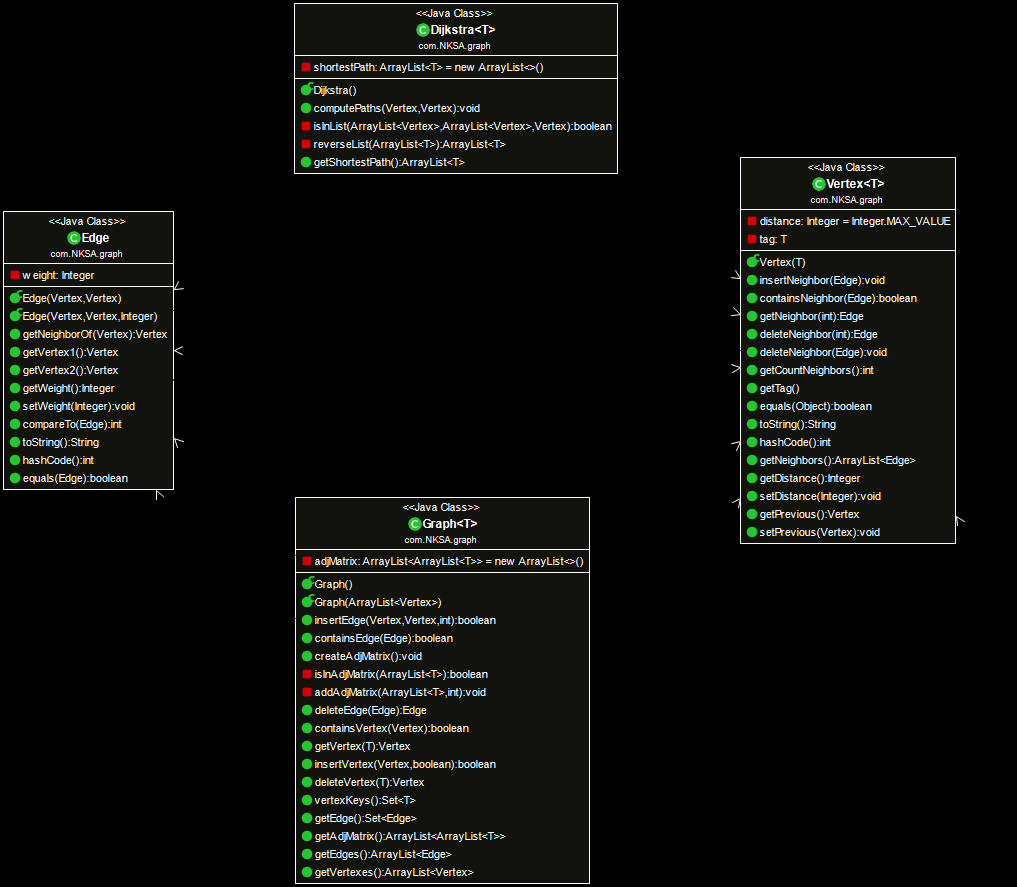 <<Java Class>>
Dijkstra<T>
com.NKSA.graph
shortestPath: ArrayList<T> = new ArrayList<>()
Dijkstra()
computePaths(Vertex,Vertex):void
isInList(ArrayList<Vertex>,ArrayList<Vertex>,Vertex):boolean
reverseList(ArrayList<T>):ArrayList<T>
getShortestPath():ArrayList<T>
<<Java Class>>
Vertex<T>
com.NKSA.graph
distance: Integer = Integer.MAX_VALUE
tag: T
Vertex(T)
insertNeighbor(Edge):void
containsNeighbor(Edge):boolean
getNeighbor(int):Edge
deleteNeighbor(int):Edge
deleteNeighbor(Edge):void
getCountNeighbors():int
getTag()
equals(Object):boolean
toString():String
hashCode():int
getNeighbors():ArrayList<Edge>
getDistance():Integer
setDistance(Integer):void
getPrevious():Vertex
setPrevious(Vertex):void
<<Java Class>>
Edge
com.NKSA.graph
weight: Integer
Edge(Vertex,Vertex)
Edge(Vertex,Vertex,Integer)
getNeighborOf(Vertex):Vertex
getVertex1():Vertex
getVertex2():Vertex
getWeight():Integer
setWeight(Integer):void
compareTo(Edge):int
toString():String
hashCode():int
equals(Edge):boolean
<<Java Class>>
Graph<T>
com.NKSA.graph
adjMatrix: ArrayList<ArrayList<T>> = new ArrayList<>()
Graph()
Graph(ArrayList<Vertex>)
insertEdge(Vertex,Vertex,int):boolean
containsEdge(Edge):boolean
createAdjMatrix():void
isInAdjMatrix(ArrayList<T>):boolean
addAdjMatrix(ArrayList<T>,int):void
deleteEdge(Edge):Edge
containsVertex(Vertex):boolean
getVertex(T):Vertex
insertVertex(Vertex,boolean):boolean
deleteVertex(T):Vertex
vertexKeys():Set<T>
getEdge():Set<Edge>
getAdjMatrix():ArrayList<ArrayList<T>>
getEdges():ArrayList<Edge>
getVertexes():ArrayList<Vertex>